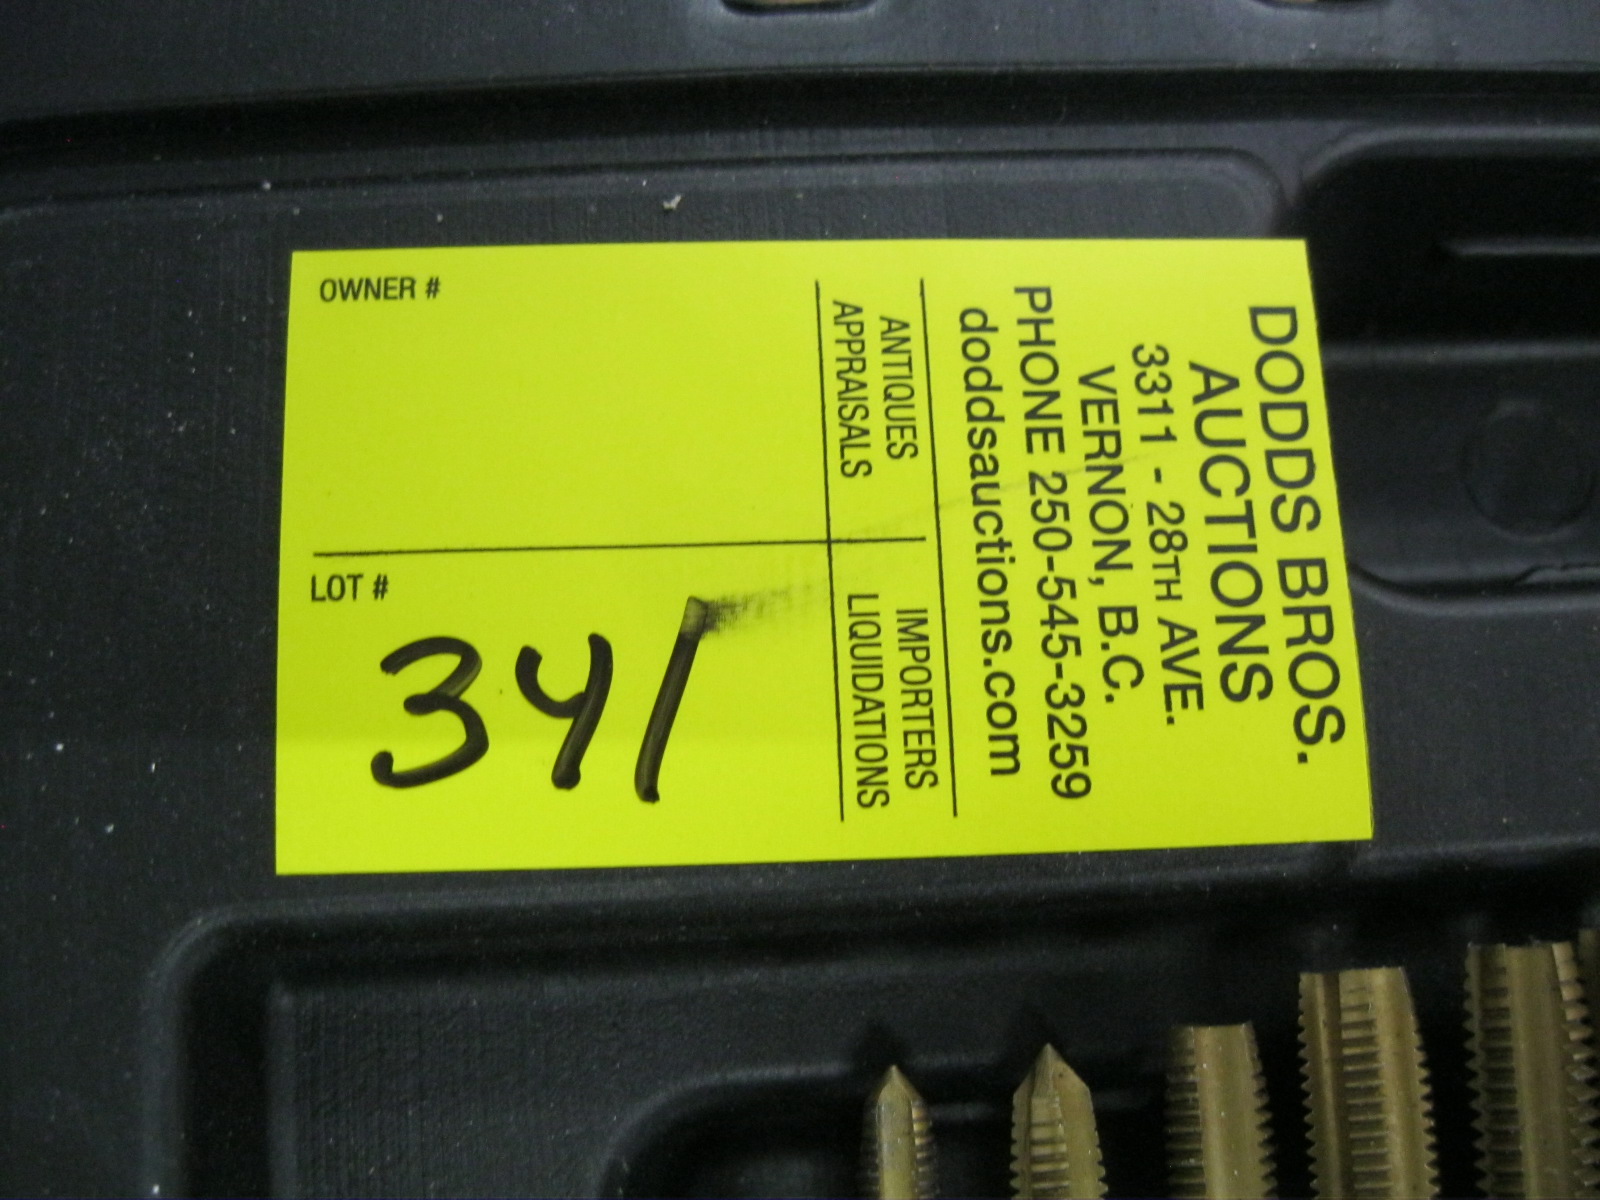 DODDS BROS.
AUCTIONS
3311 - 28TH AVE.
VERNON, B.C.
PHONE 250-545-3259
doddsauctions.com
ANTIQUES IMPORTERS
APPRAISALS LIQUIDATIONS
OWNER #
LOT #
341